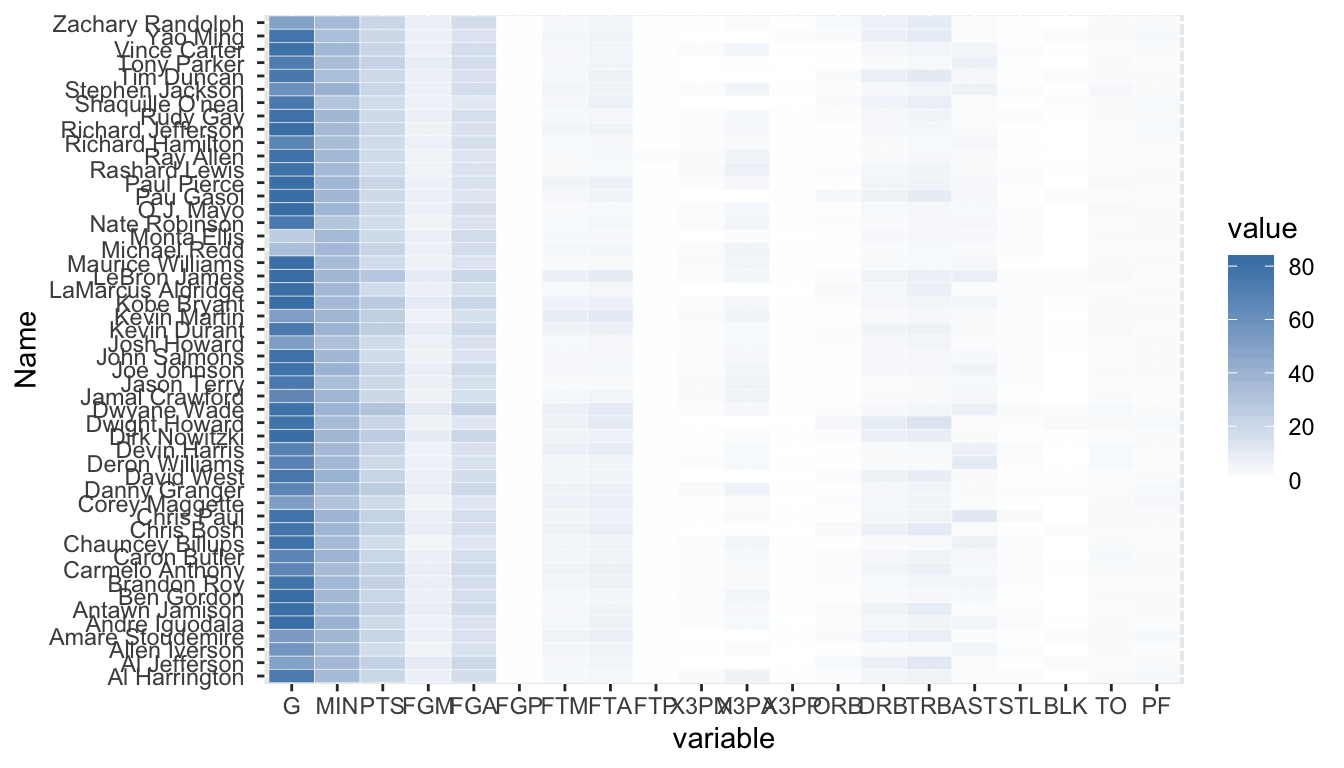 Zachary Randolph
Yao Ming
Vince Carter
Tony Parker
Tim Duncan
Stephen Jackson
Shaquille O'neal
Rudy Gay
Richard Jefferson
Richard Hamilton
Ray Allen
Rashard Lewis
Paul Pierce
Pau Gasol
O.J. Mayo
Nate Robinson
Monta Ellis
Michael Redd
Maurice Williams
LeBron James
LaMarcus Aldridge
Kobe Bryant
Kevin Martin
Kevin Durant
Josh Howard
John Salmons
Joe Johnson
Jason Terry
Jamal Crawford
Dwyane Wade
Dwight Howard
Dirk Nowitzki
Devin Harris
Deron Williams
David West
Danny Granger
Corey Maggette
Chris Paul
Chris Bosh
Chauncey Billups
Caron Butler
Carmelo Anthony
Brandon Roy
Ben Gordon
Antawn Jamison
Andre Iguodala
Amare Stoudemire
Allen Iverson
Al Jefferson
Al Harrington
Name
G MIN PTS FGM FGA FGP FTM FTA FTP X3PM X3PA X3PP ORB DRB TRB AST STL BLK TO PF
variable
value
80
60
40
20
0